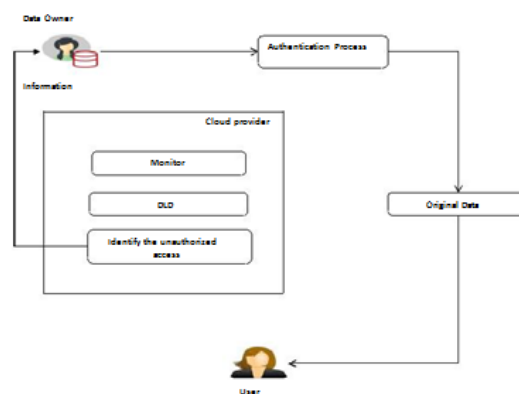 Data Owner
Authentication Process
Information
Cloud provider
Monitor
DLD
Identify the unauthorized
access
Original Data
User